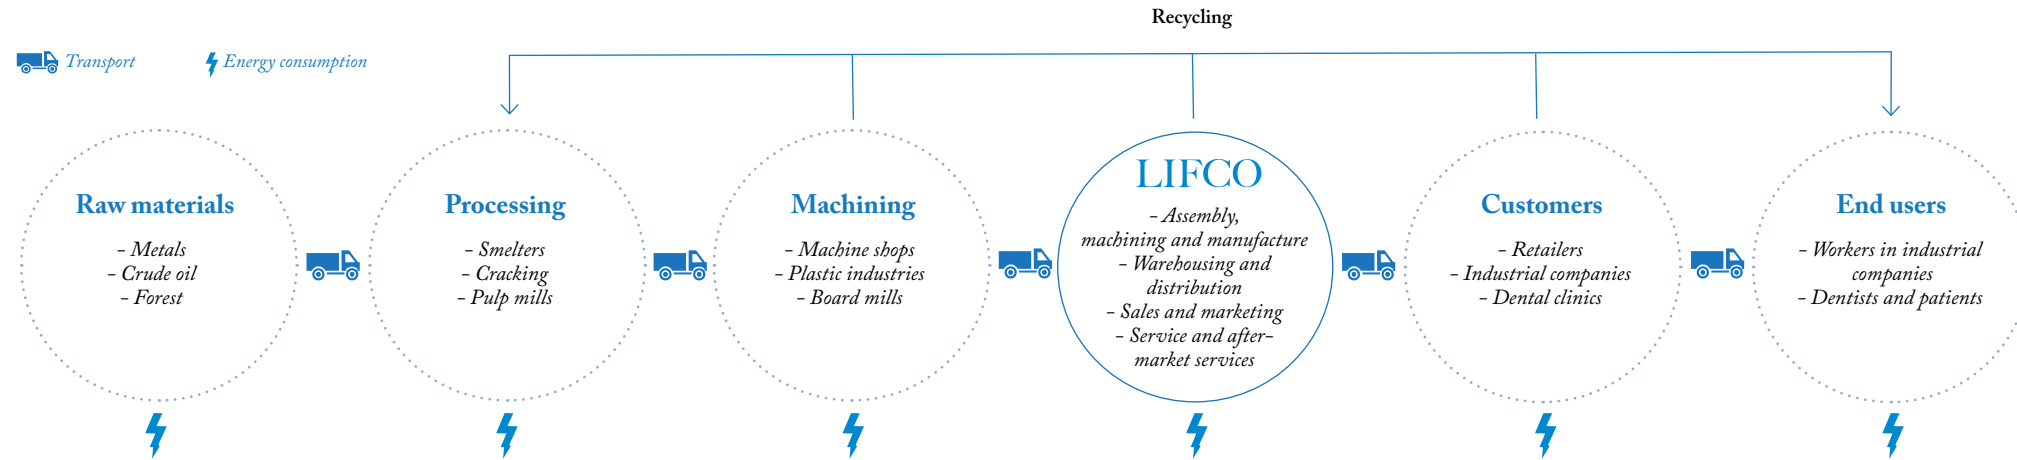 Recycling
Transport
Energy consumption
Raw materials
- Metals
- Crude oil
- Forest
Processing
- Smelters
- Cracking
- Pulp mills
Machining
- Machine shops
- Plastic industries
- Board mills
LIFCO
- Assembly,
machining and manufacture
- Warehousing and
distribution
- Sales and marketing
- Service and after-
market services
Customers
- Retailers
- Industrial companies
- Dental clinics
End users
- Workers in industrial
companies
- Dentists and patients